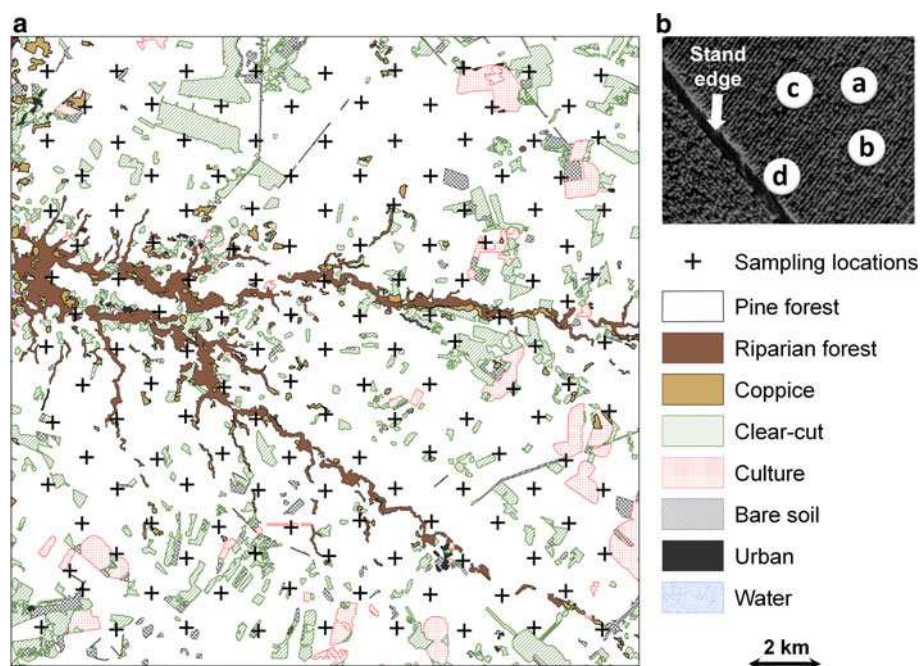 a
b
Stand
edge
c
a
b
d
Sampling locations
Pine forest
Riparian forest
Coppice
Clear-cut
Culture
Bare soil
Urban
Water
2 km